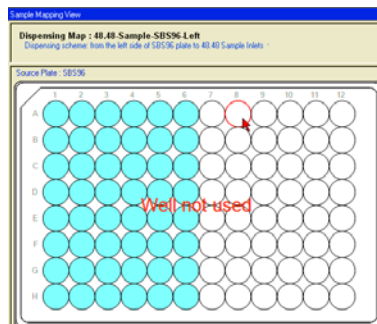 Sample Mapping View
Dispensing Map : 48.48-Sample-SBS96-Left
Dispensing scheme: from the left side of SBS96 plate to 48.48 Sample Inlets
Source Plate : SBS96
1 2 3 4 5 6 7 8 9 10 11 12
A
B
C
D
Well not used
E
F
G
H